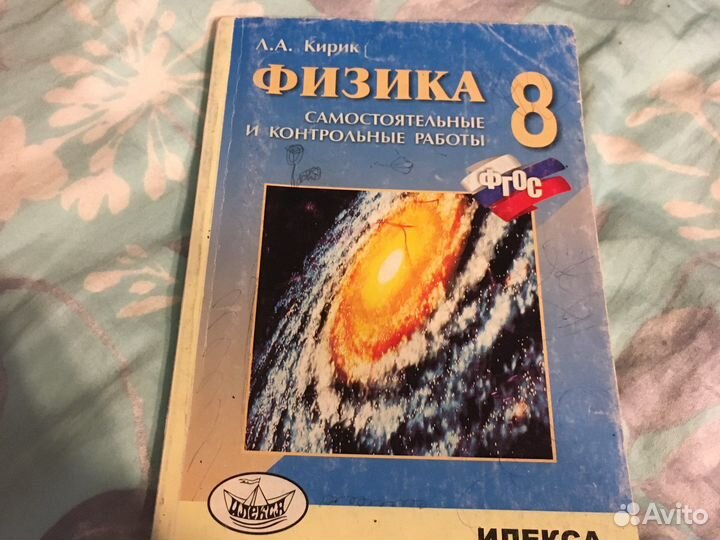 Л.А. Кирик
ФИЗИКА
8
САМОСТОЯТЕЛЬНЫЕ
И КОНТРОЛЬНЫЕ РАБОТЫ
ФГОС
ИЛЕКСА
ИЛЕКСА
Avito